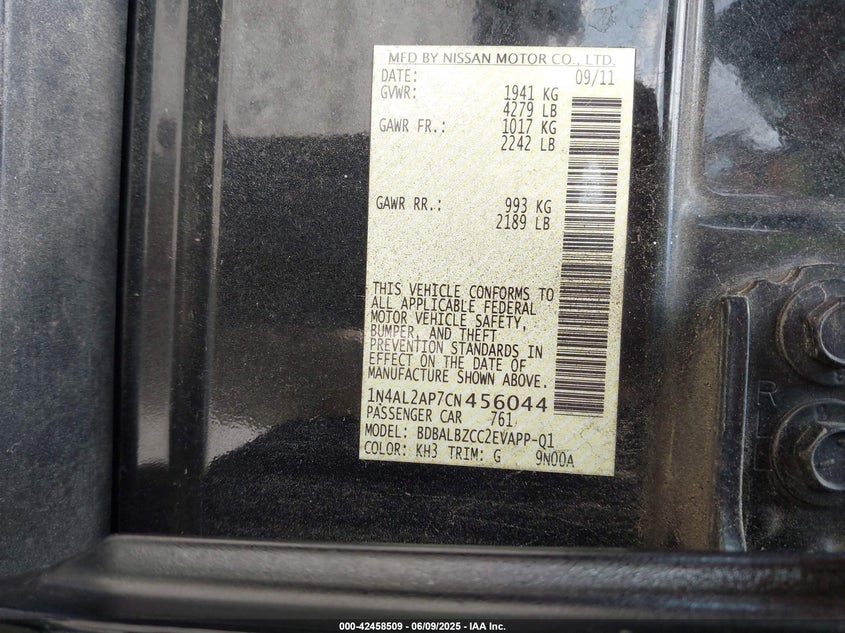 MFD BY NISSAN MOTOR CO., LTD.
DATE: 09/11
GVWR: 1941 KG
4279 LB
GAWR FR.: 1017 KG
2242 LB
GAWR RR.: 993 KG
2189 LB
THIS VEHICLE CONFORMS TO
ALL APPLICABLE FEDERAL
MOTOR VEHICLE SAFETY,
BUMPER, AND THEFT
PREVENTION STANDARDS IN
EFFECT ON THE DATE OF
MANUFACTURE SHOWN ABOVE.
1N4AL2AP7CN456044
PASSENGER CAR 761
MODEL: BDBALBZCC2EVAPP-Q1
COLOR: KH3 TRIM: G 9N00A
000-42458509 | 06/09/2025 - IAA Inc.